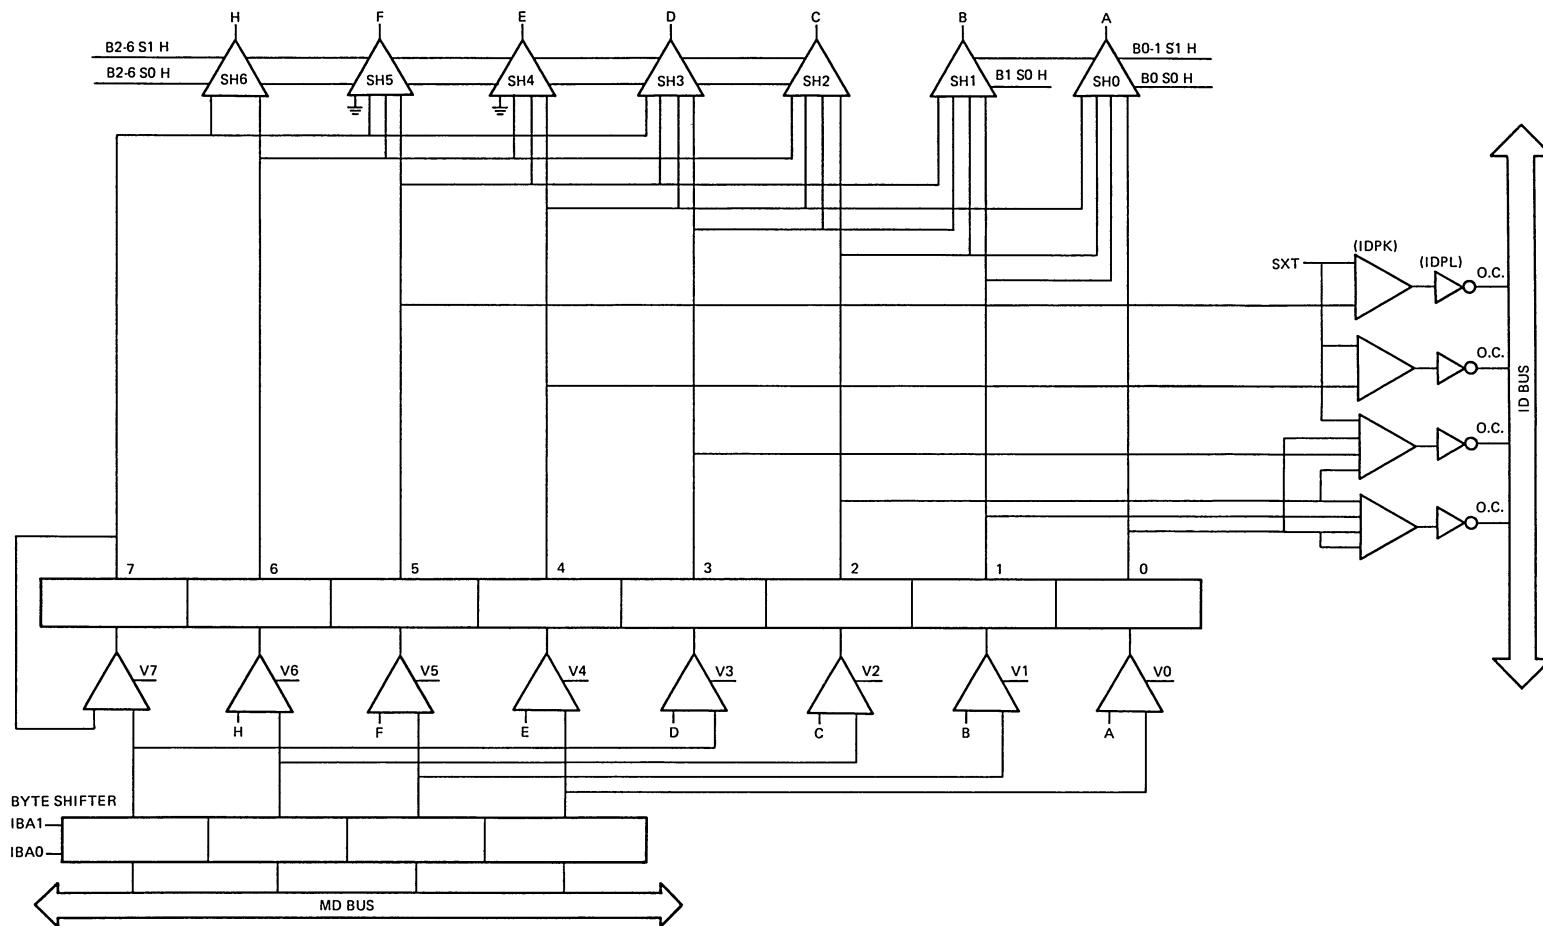 H F E D C B A
B2-6 S1 H
B0-1 S1 H
B2-6 S0 H
SH6 SH5 SH4 SH3 SH2 SH1 B1 S0 H SH0 B0 S0 H
(IDPK)
SXT
(IDPL)
O.C.
O.C.
O.C.
O.C.
ID BUS
7 6 5 4 3 2 1 0
V7 V6 V5 V4 V3 V2 V1 V0
H F E D C B A
BYTE SHIFTER
IBA1
IBA0
MD BUS